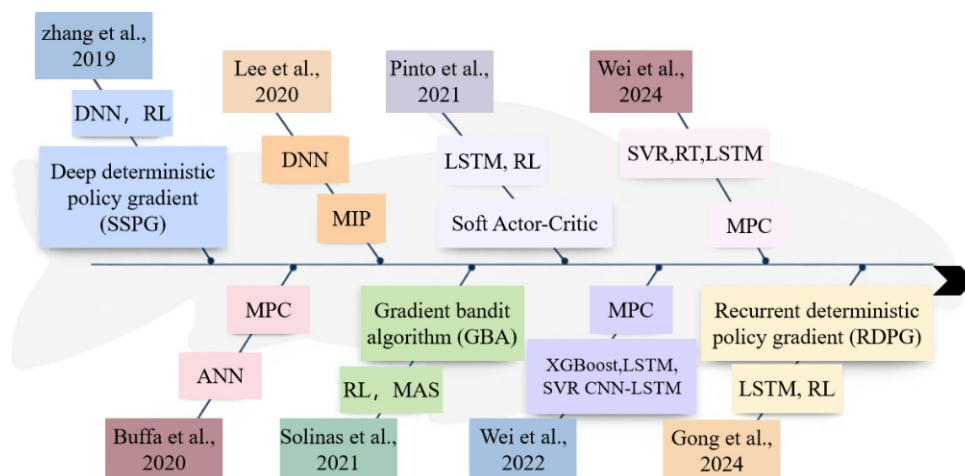 zhang et al.,
2019
DNN，RL
Deep deterministic
policy gradient
(SSPG)
Lee et al.,
2020
DNN
MIP
Pinto et al.,
2021
LSTM, RL
Soft Actor-Critic
Wei et al.,
2024
SVR,RT,LSTM
MPC
MPC
ANN
Buffa et al.,
2020
Gradient bandit
algorithm (GBA)
RL，MAS
Solinas et al.,
2021
MPC
XGBoost,LSTM,
SVR CNN-LSTM
Wei et al.,
2022
Recurrent deterministic
policy gradient (RDPG)
LSTM, RL
Gong et al.,
2024